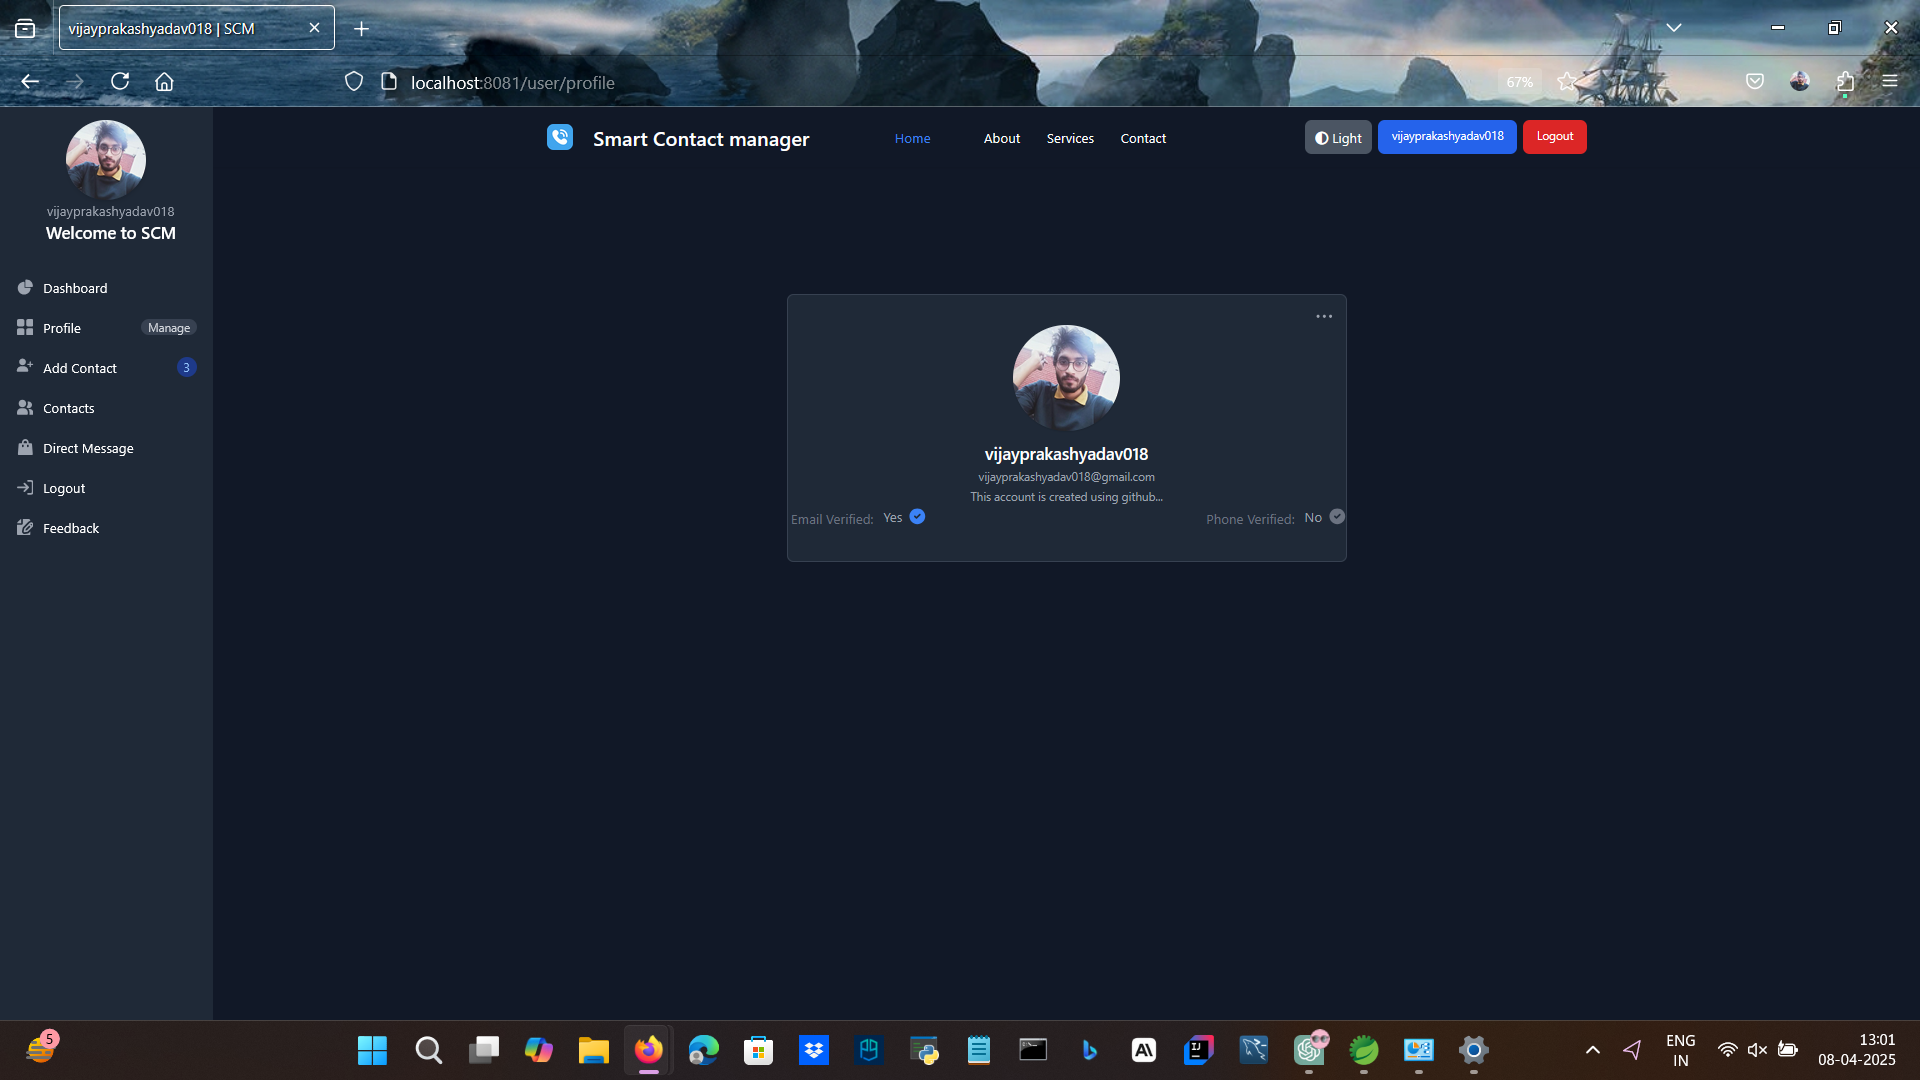 vijayprakashyadav018 | SCM
localhost:8081/user/profile
67%
vijayprakashyadav018
Welcome to SCM
Dashboard
Profile
Manage
Add Contact
3
Contacts
Direct Message
Logout
Feedback
Smart Contact manager
Home
About
Services
Contact
Light
vijayprakashyadav018
Logout
vijayprakashyadav018
vijayprakashyadav018@gmail.com
This account is created using github...
Email Verified: Yes
Phone Verified: No
5
ENG
IN
13:01
08-04-2025